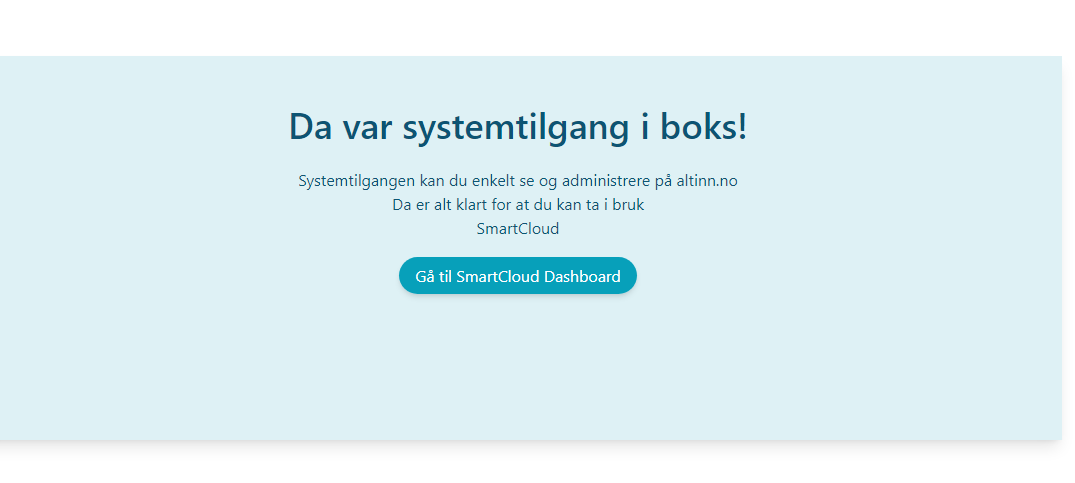 Da var systemtilgang i boks!
Systemtilgangen kan du enkelt se og administrere på altinn.no
Da er alt klart for at du kan ta i bruk
SmartCloud
Gå til SmartCloud Dashboard